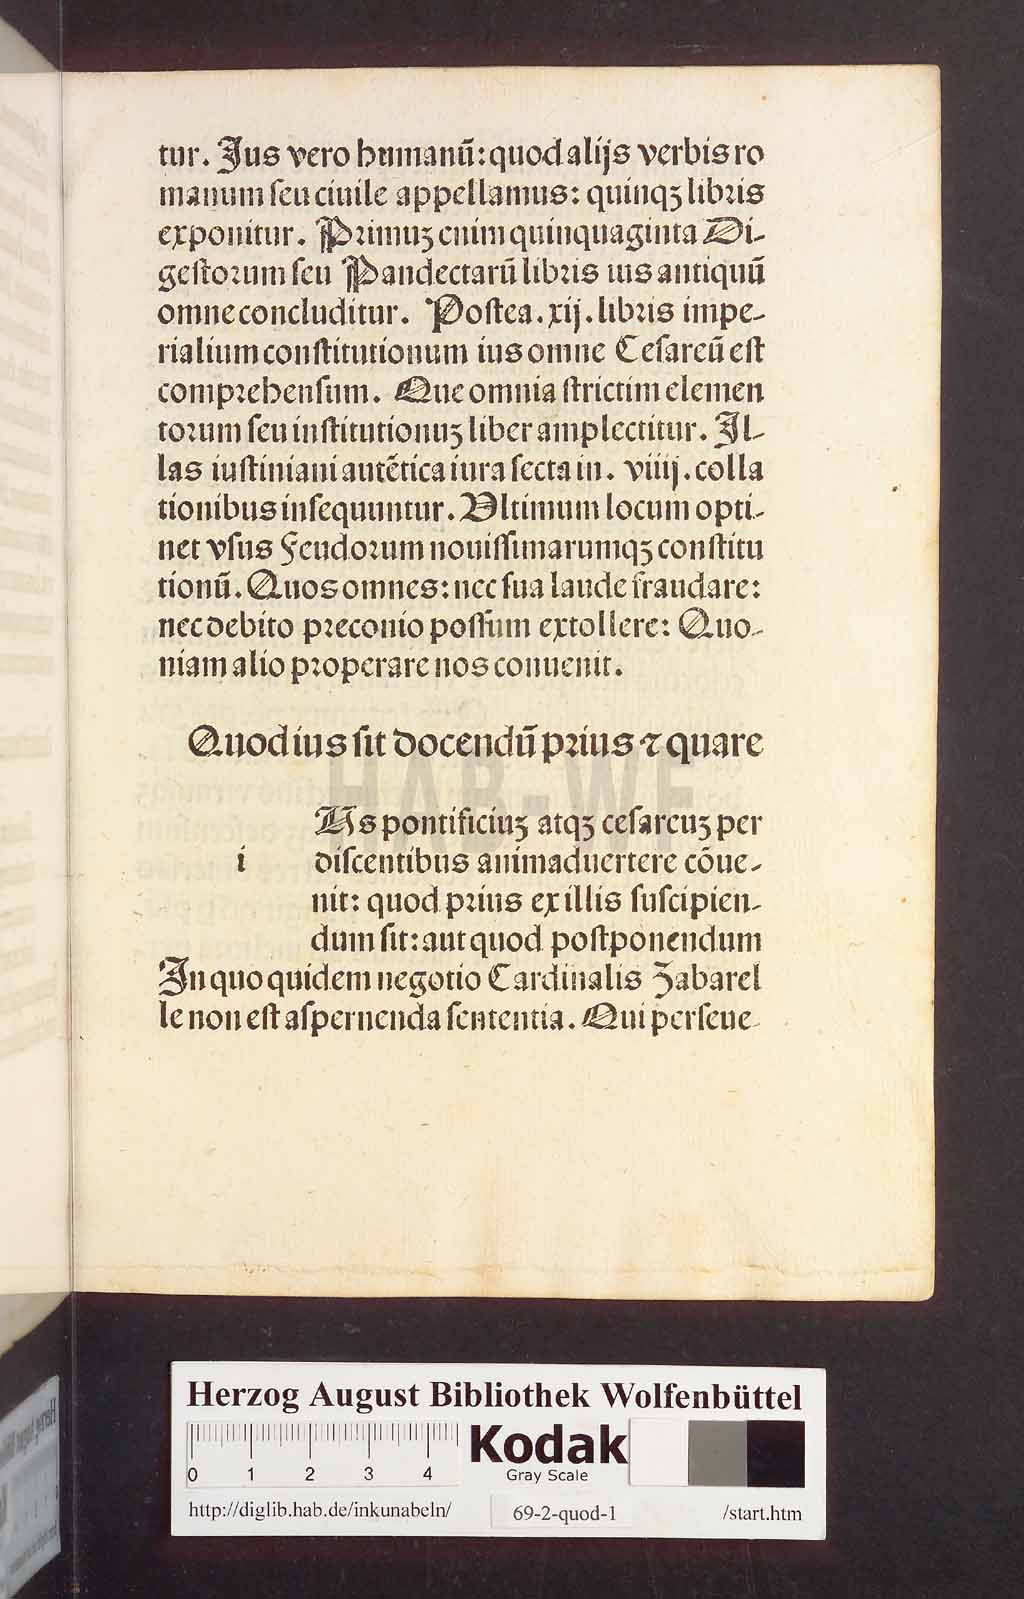 tur. Jus vero humanū: quod alijs verbis ro
manum seu ciuile appellamus: quinqꝫ libris
exponitur. Primuꝫ enim quinquaginta Di-
gestorum seu Pandectarū libris ius antiquū
omne concluditur. Postea .xij. libris impe-
rialium constitutionum ius omne Cesareū est
comprehensum. Que omnia strictim elemen
torum seu institutionuꝫ liber amplectitur. Jl-
las iustiniani autētica iura secta in . viiij. colla
tionibus insequuntur. Vltimum locum opti-
net vsus Feudorum nouissimarumqꝫ constitu
tionū. Quos omnes: nec sua laude fraudare:
nec debito preconio possum extollere: Quo-
niam alio properare nos conuenit.
Quod ius sit docendū prius ⁊ quare
i
Us pontificiuꝫ atqꝫ cesareuꝫ per
discentibus animaduertere cōue-
nit: quod prius ex illis suscipien-
dum sit: aut quod postponendum
Jn quo quidem negotio Cardinalis Zabarel
le non est aspernenda sententia. Qui perseue-
HAB-WF
Herzog August Bibliothek Wolfenbüttel
0 1 2 3 4
Kodak
Gray Scale
http://diglib.hab.de/inkunabeln/ 69-2-quod-1 /start.htm